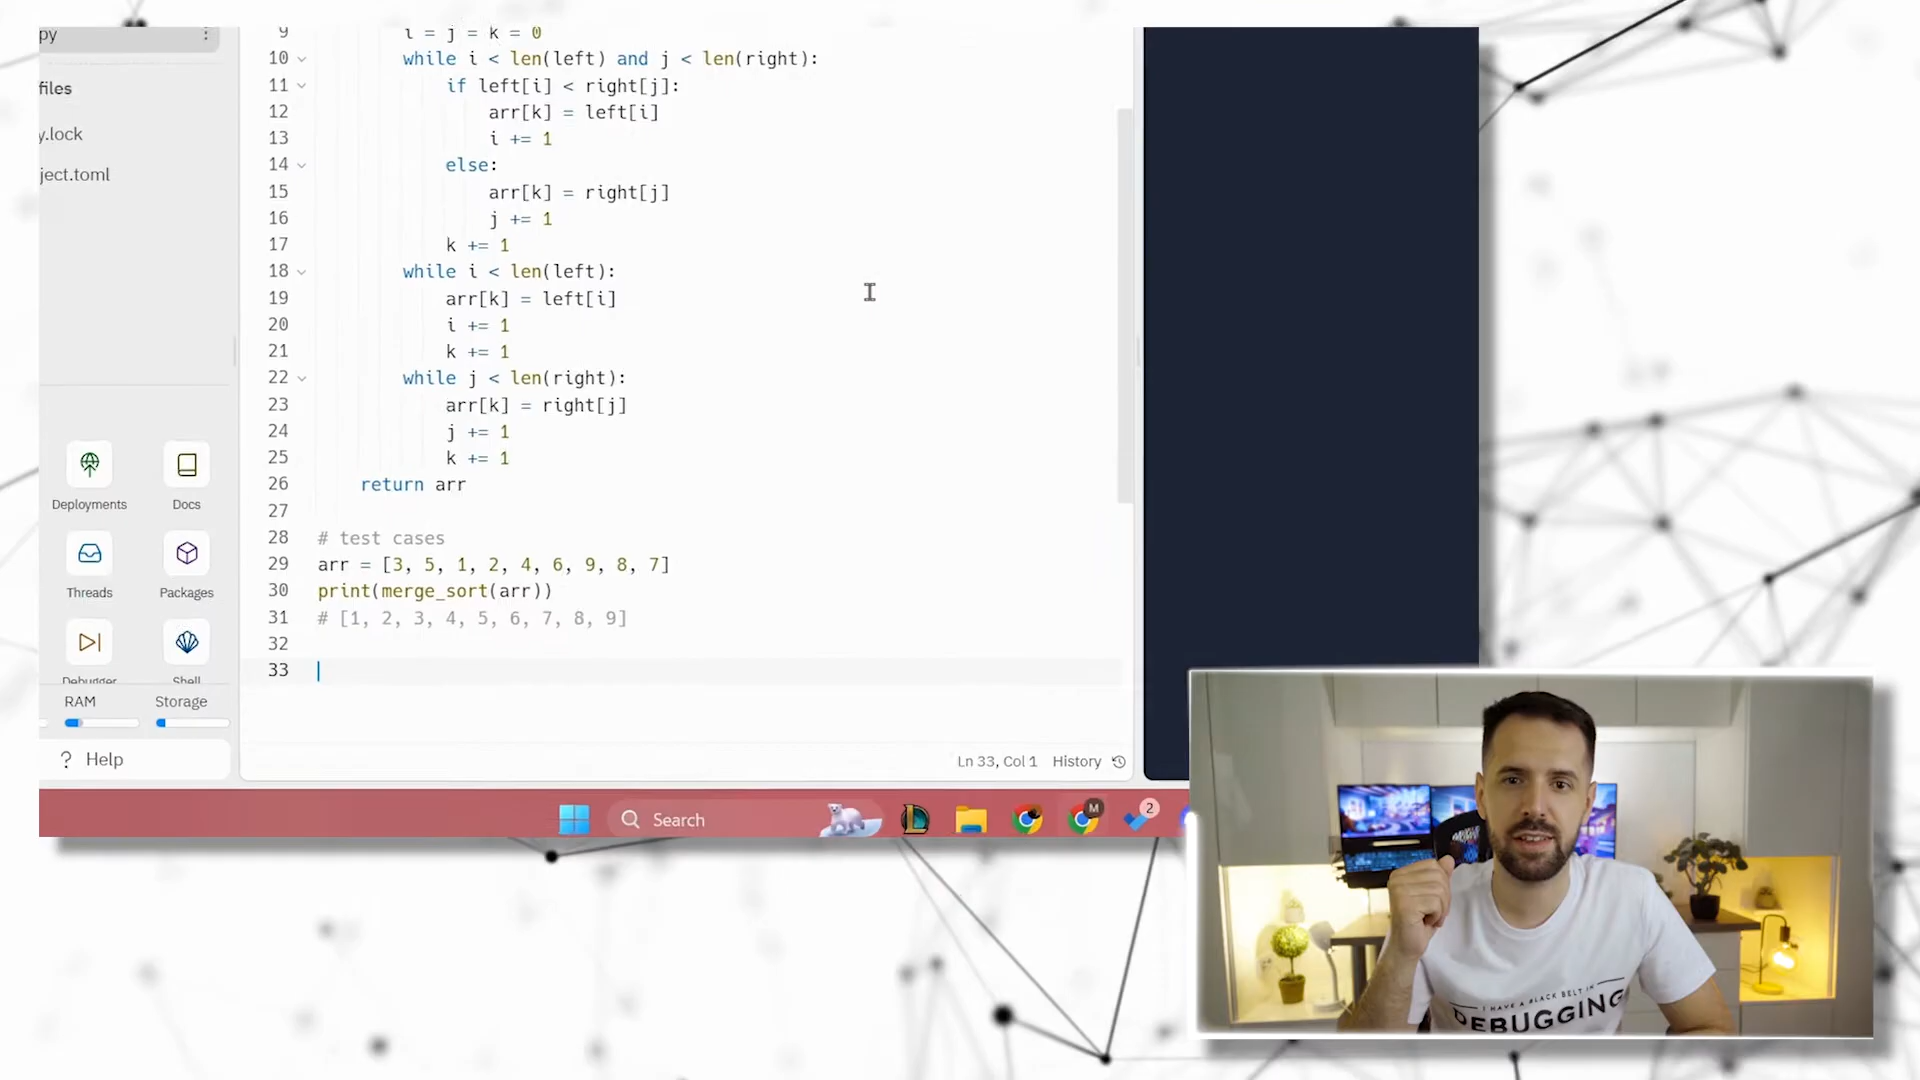 py
files
y.lock
ject.toml
Deployments
Docs
Threads
Packages
Debugger
Shell
RAM
Storage
? Help
9 i = j = k = 0
10 while i < len(left) and j < len(right):
11 if left[i] < right[j]:
12 arr[k] = left[i]
13 i += 1
14 else:
15 arr[k] = right[j]
16 j += 1
17 k += 1
18 while i < len(left):
19 arr[k] = left[i]
20 i += 1
21 k += 1
22 while j < len(right):
23 arr[k] = right[j]
24 j += 1
25 k += 1
26 return arr
27
28 # test cases
29 arr = [3, 5, 1, 2, 4, 6, 9, 8, 7]
30 print(merge_sort(arr))
31 # [1, 2, 3, 4, 5, 6, 7, 8, 9]
32
33
Ln 33, Col 1 History
Search
M
2
I HAVE A BLACK BELT IN
DEBUGGING